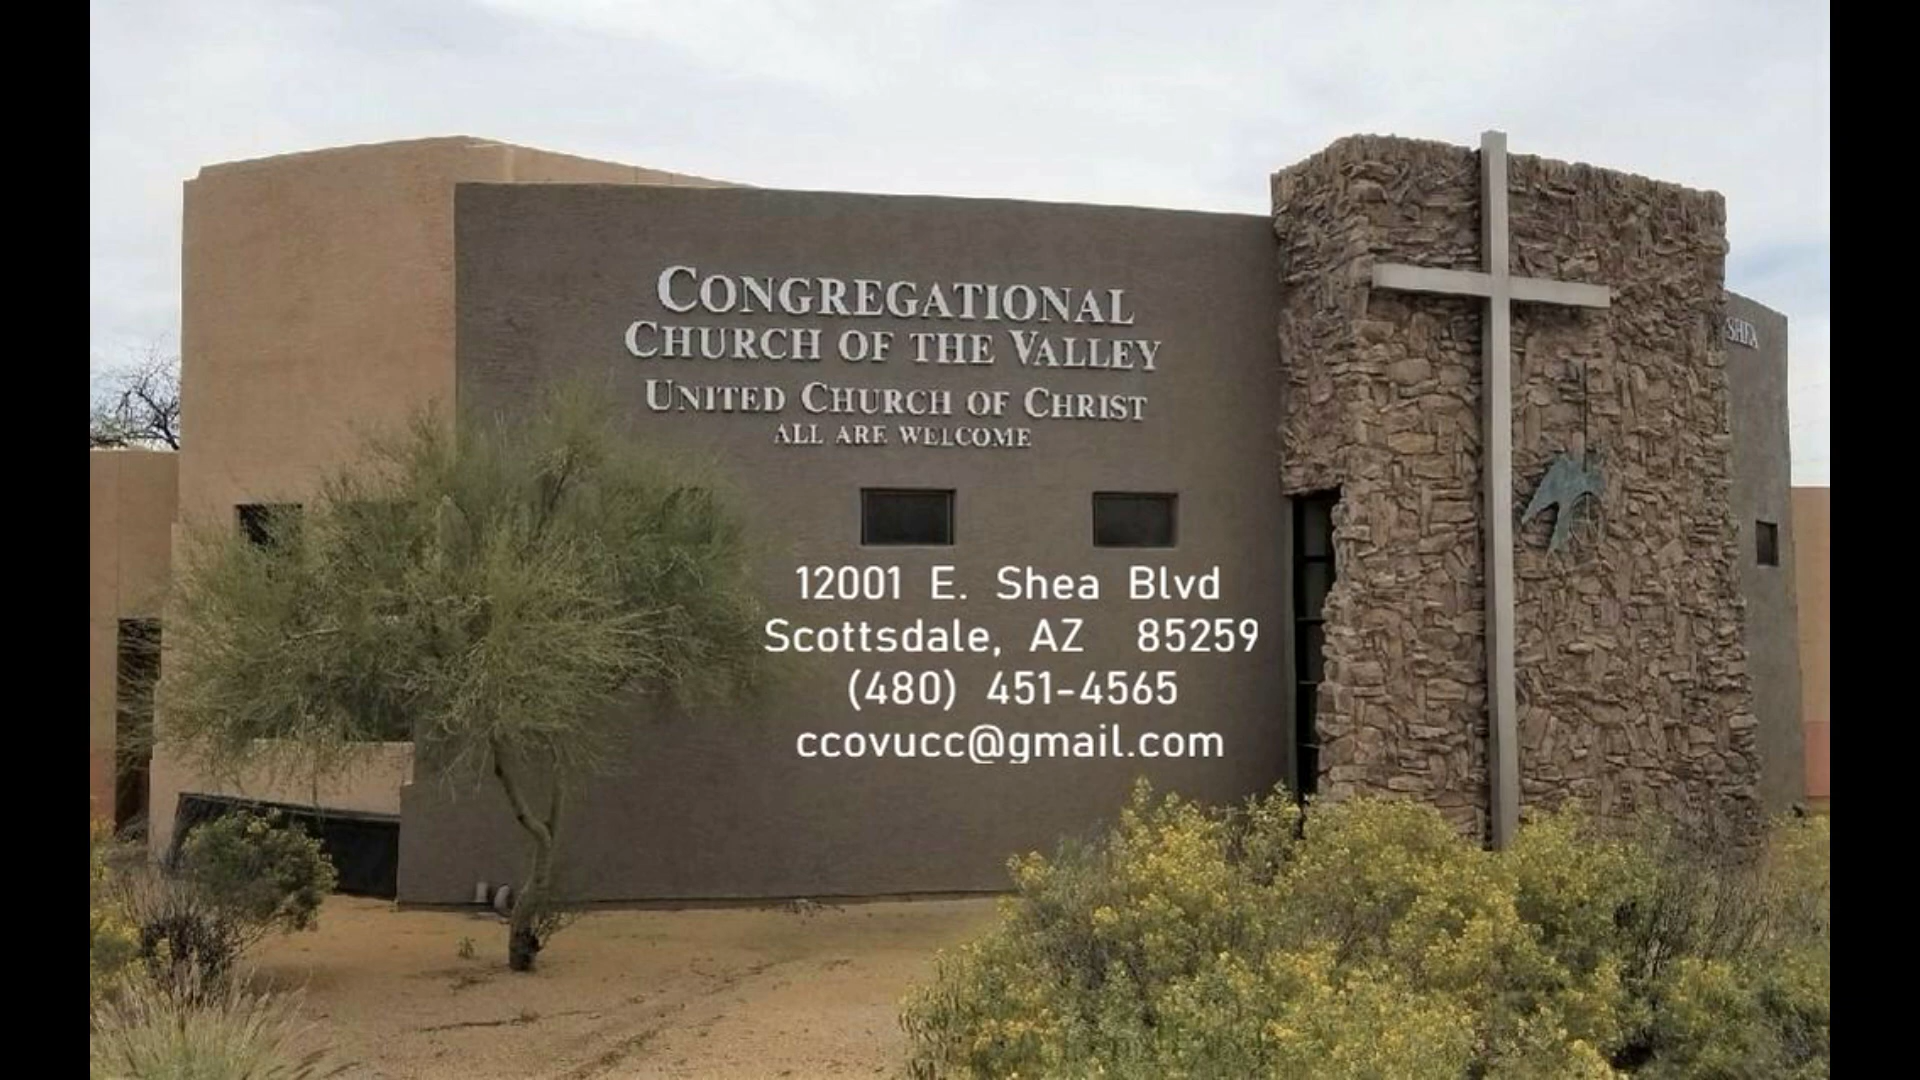 CONGREGATIONAL
CHURCH OF THE VALLEY
UNITED CHURCH OF CHRIST
ALL ARE WELCOME
SHEA
12001 E. Shea Blvd
Scottsdale, AZ 85259
(480) 451-4565
ccovucc@gmail.com